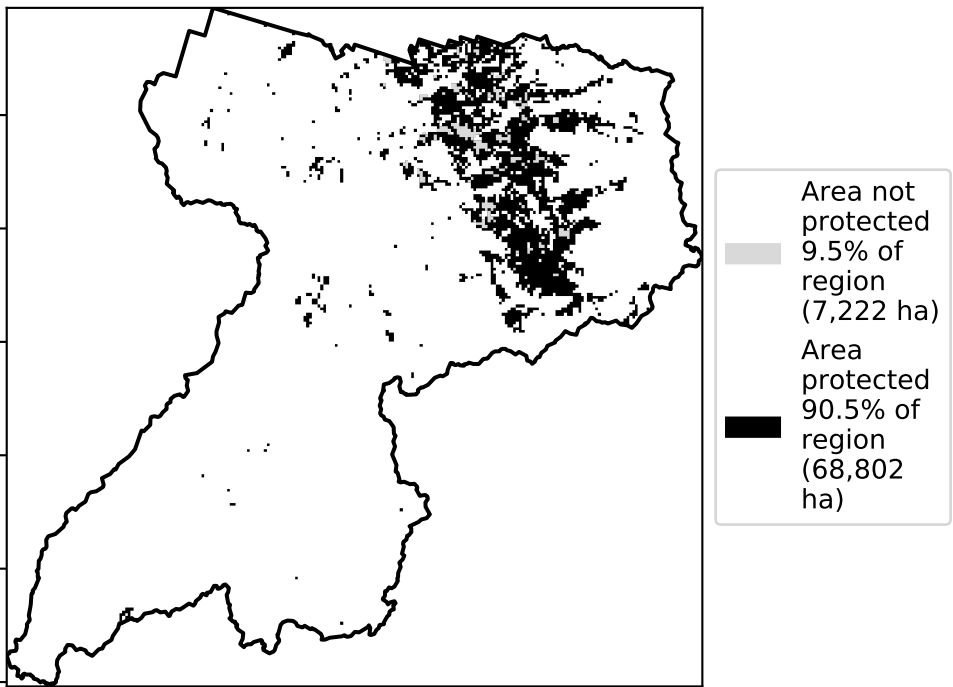 Area not
protected
9.5% of
region
(7,222 ha)
Area
protected
90.5% of
region
(68,802
ha)